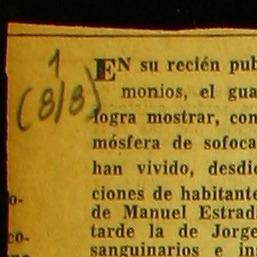 1
(8/8)
EN su recién pub
monios, el gua
logra mostrar, con
mósfera de sofoca
han vivido, desdi
ciones de habitante
de Manuel Estrad
tarde la de Jorge
sanguinarios e in
o-
co-